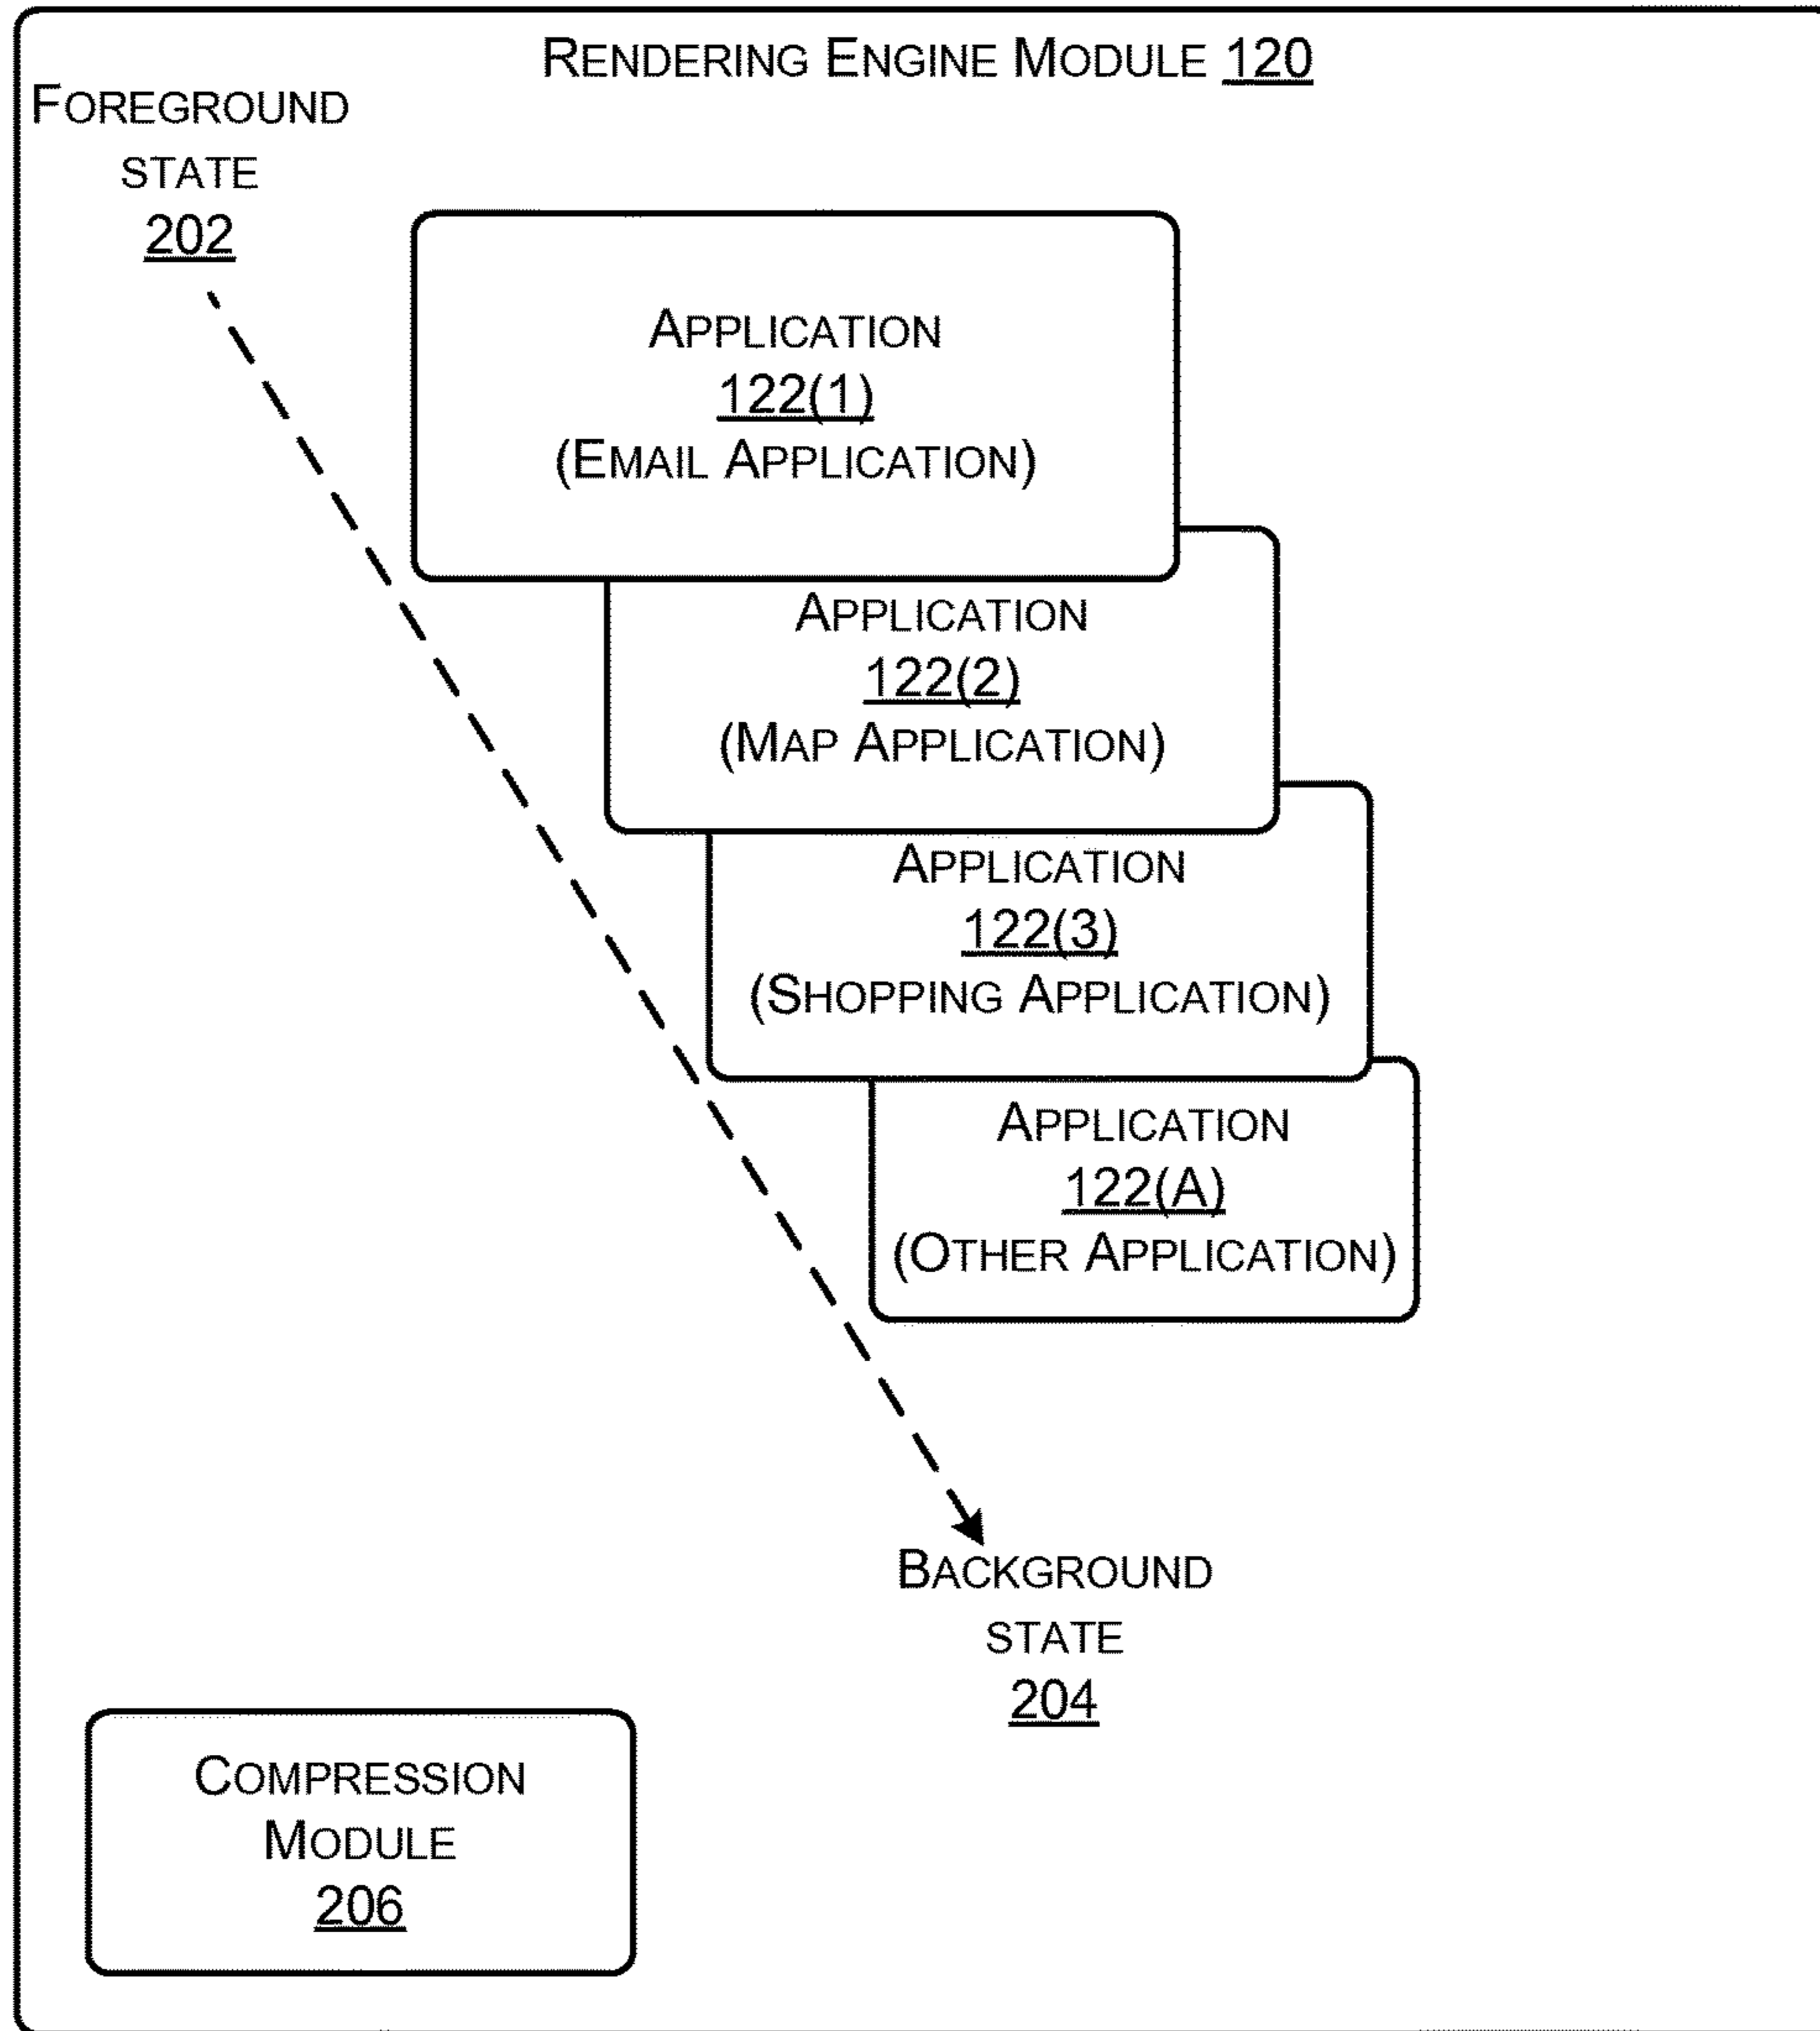 RENDERING ENGINE MODULE 120
FOREGROUND
STATE
202
APPLICATION
122(1)
(EMAIL APPLICATION)
APPLICATION
122(2)
(MAP APPLICATION)
APPLICATION
122(3)
(SHOPPING APPLICATION)
APPLICATION
122(A)
(OTHER APPLICATION)
BACKGROUND
STATE
204
COMPRESSION
MODULE
206